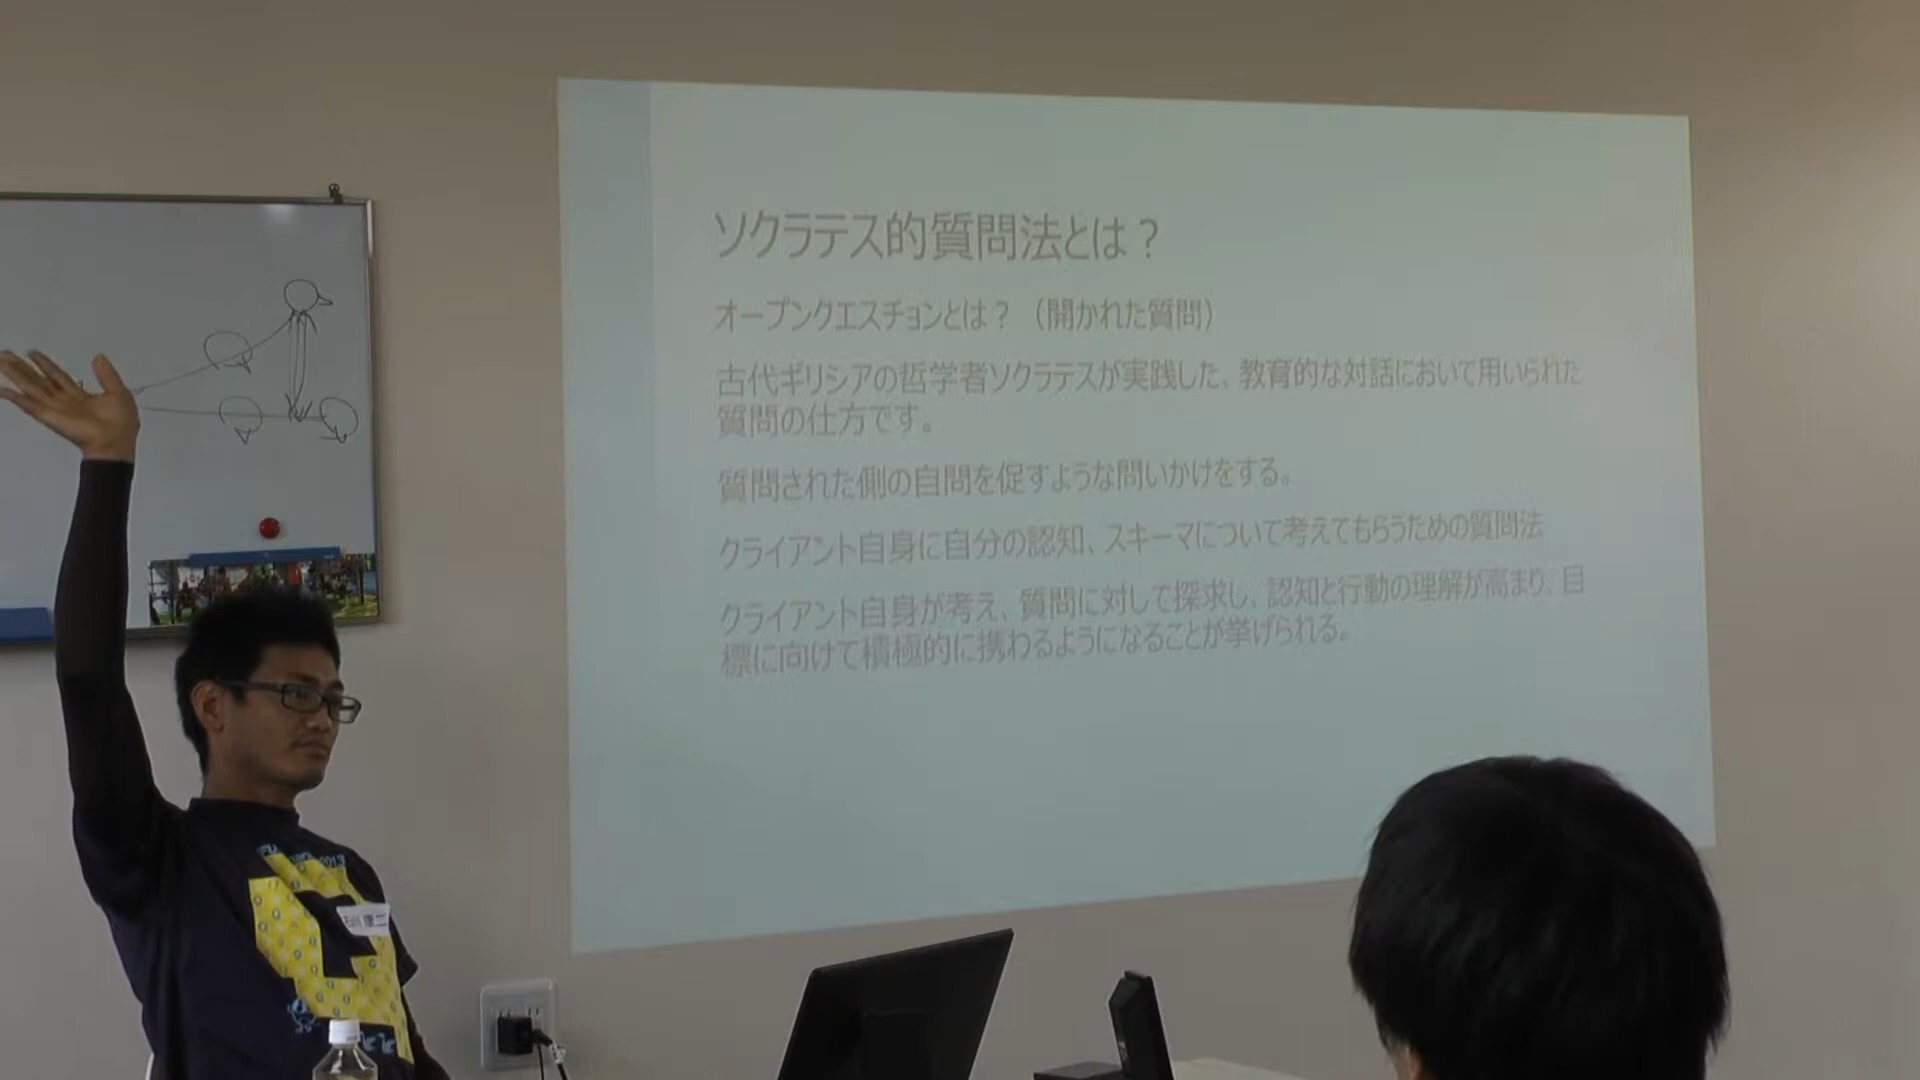 ソクラテス的質問法とは？
オープンクエスチョンとは？（開かれた質問）
古代ギリシアの哲学者ソクラテスが実践した、教育的な対話において用いられた
質問の仕方です。
質問された側の自問を促すような問いかけをする。
クライアント自身に自分の認知、スキーマについて考えてもらうための質問法
クライアント自身が考え、質問に対して探求し、認知と行動の理解が高まり、目
標に向けて積極的に携わるようになることが挙げられる。
2013